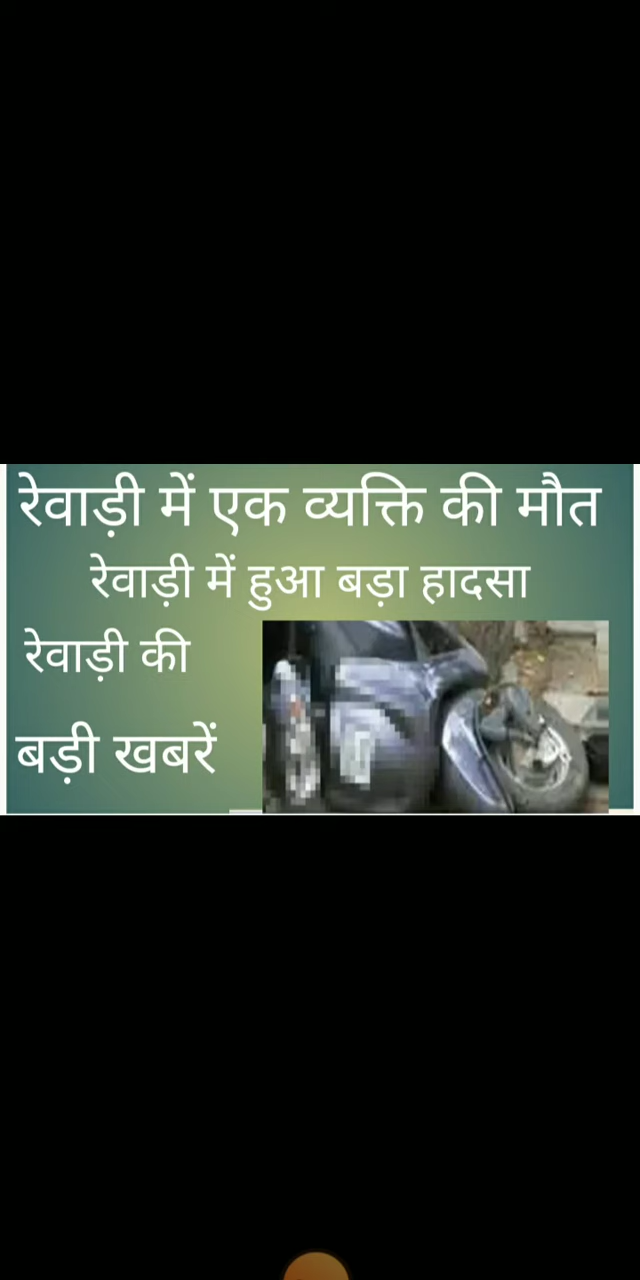 रेवाड़ी में एक व्यक्ति की मौत
रेवाड़ी में हुआ बड़ा हादसा
रेवाड़ी की
बड़ी खबरें